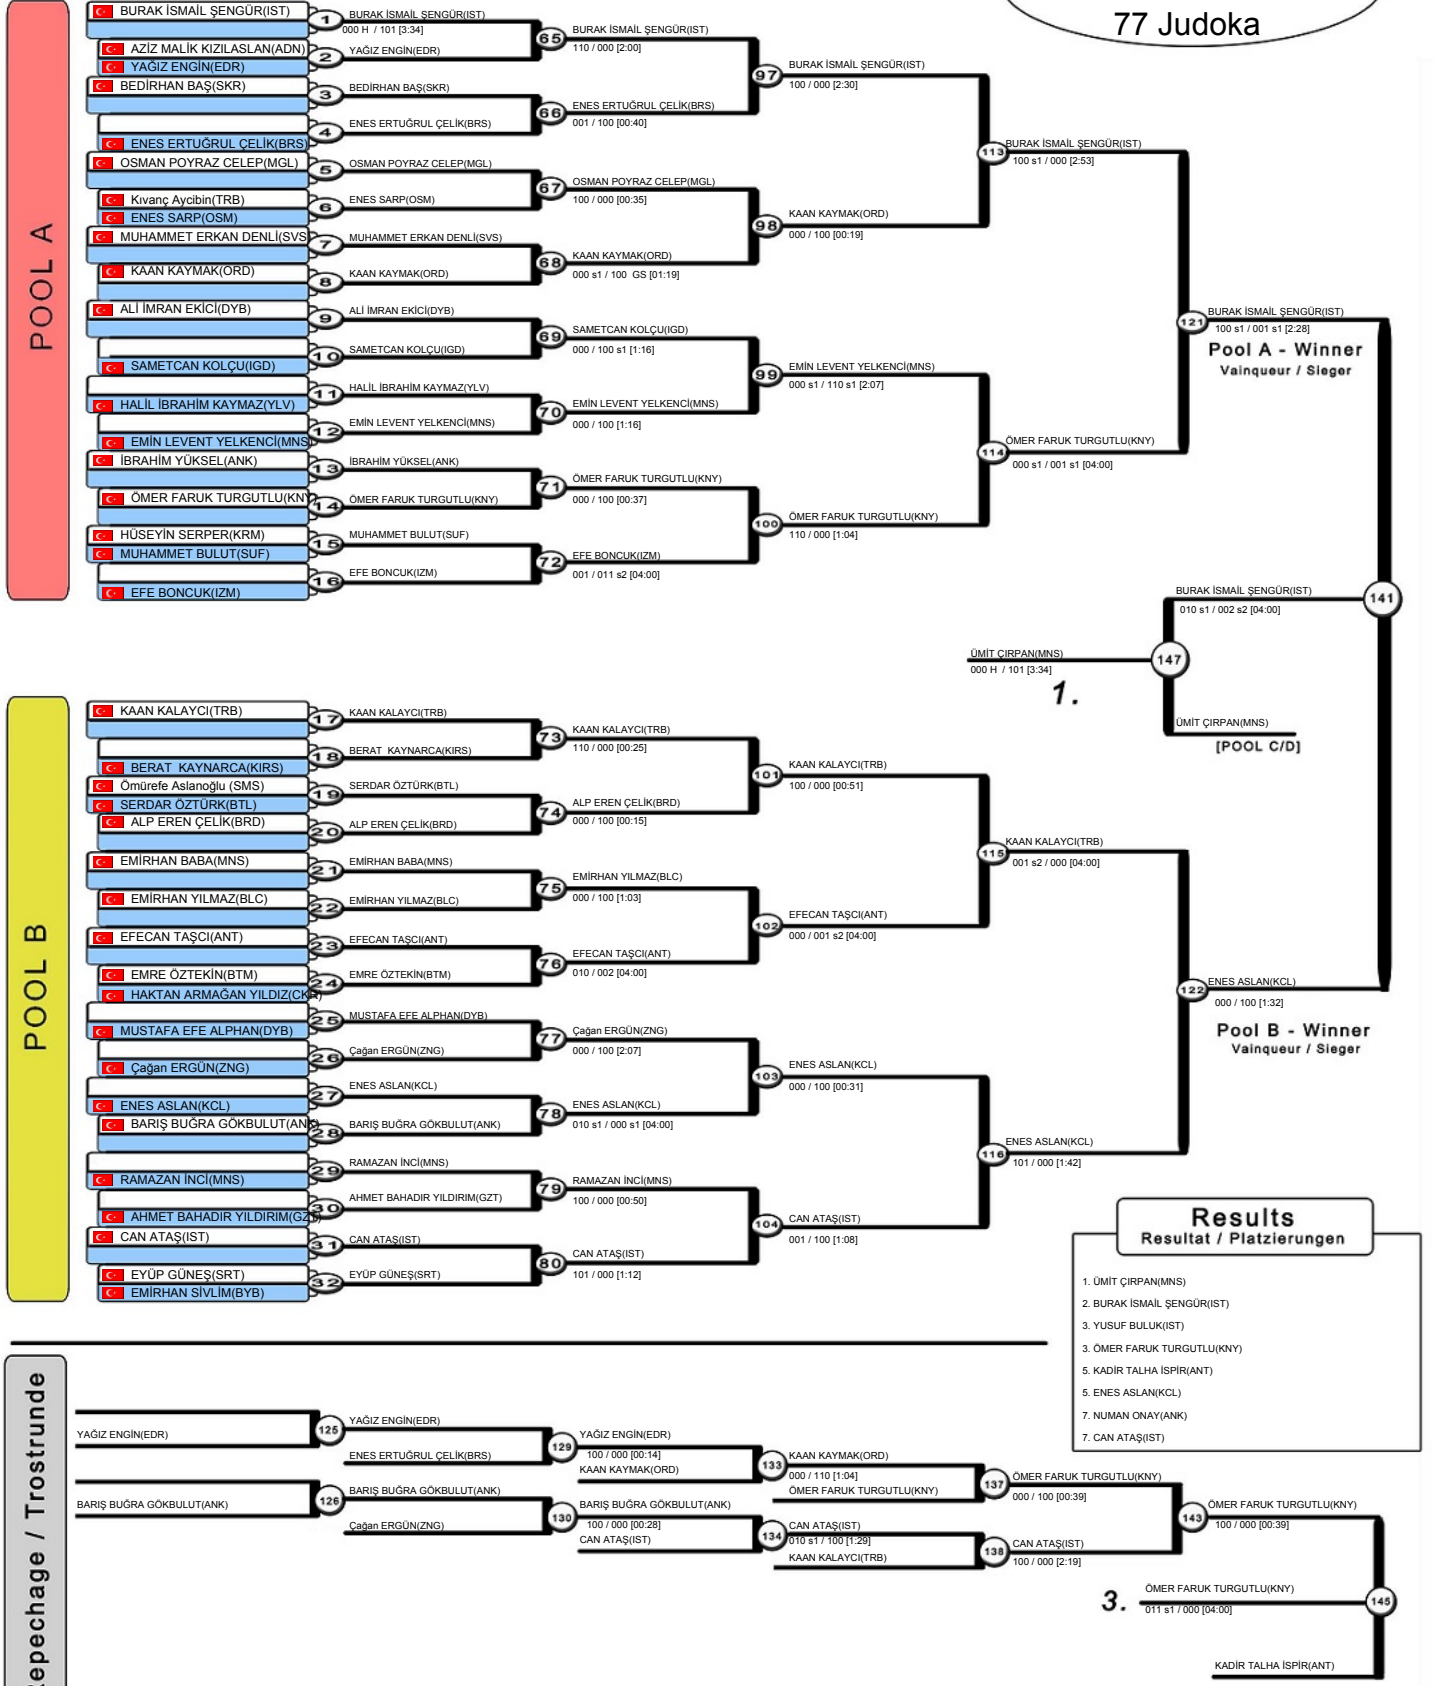 77 Judoka
POOL A
BURAK İSMAİL ŞENGÜR(IST)
AZİZ MALİK KIZILASLAN(ADN)
YAĞIZ ENGİN(EDR)
BEDİRHAN BAŞ(SKR)
ENES ERTUĞRUL ÇELİK(BRS)
OSMAN POYRAZ CELEP(MGL)
Kıvanç Aycibin(TRB)
ENES SARP(OSM)
MUHAMMET ERKAN DENLİ(SVS)
KAAN KAYMAK(ORD)
ALİ İMRAN EKİCİ(DYB)
SAMETCAN KOLÇU(IGD)
HALİL İBRAHİM KAYMAZ(YLV)
EMİN LEVENT YELKENCİ(MNS)
İBRAHİM YÜKSEL(ANK)
ÖMER FARUK TURGUTLU(KNY)
HÜSEYİN SERPER(KRM)
MUHAMMET BULUT(SUF)
EFE BONCUK(IZM)
1 BURAK İSMAİL ŞENGÜR(IST)
000 H / 101 [3:34]
2 YAĞIZ ENGİN(EDR)
3 BEDİRHAN BAŞ(SKR)
4 ENES ERTUĞRUL ÇELİK(BRS)
5 OSMAN POYRAZ CELEP(MGL)
6 ENES SARP(OSM)
7 MUHAMMET ERKAN DENLİ(SVS)
8 KAAN KAYMAK(ORD)
9 ALİ İMRAN EKİCİ(DYB)
10 SAMETCAN KOLÇU(IGD)
11 HALİL İBRAHİM KAYMAZ(YLV)
12 EMİN LEVENT YELKENCİ(MNS)
13 İBRAHİM YÜKSEL(ANK)
14 ÖMER FARUK TURGUTLU(KNY)
15 MUHAMMET BULUT(SUF)
16 EFE BONCUK(IZM)
65 BURAK İSMAİL ŞENGÜR(IST)
110 / 000 [2:00]
66 ENES ERTUĞRUL ÇELİK(BRS)
001 / 100 [00:40]
67 OSMAN POYRAZ CELEP(MGL)
100 / 000 [00:35]
68 KAAN KAYMAK(ORD)
000 s1 / 100 GS [01:19]
69 SAMETCAN KOLÇU(IGD)
000 / 100 s1 [1:16]
70 EMİN LEVENT YELKENCİ(MNS)
000 / 100 [1:16]
71 ÖMER FARUK TURGUTLU(KNY)
000 / 100 [00:37]
72 EFE BONCUK(IZM)
001 / 011 s2 [04:00]
97 BURAK İSMAİL ŞENGÜR(IST)
100 / 000 [2:30]
98 KAAN KAYMAK(ORD)
000 / 100 [00:19]
99 EMİN LEVENT YELKENCİ(MNS)
000 s1 / 110 s1 [2:07]
100 ÖMER FARUK TURGUTLU(KNY)
110 / 000 [1:04]
113 BURAK İSMAİL ŞENGÜR(IST)
100 s1 / 000 [2:53]
114 ÖMER FARUK TURGUTLU(KNY)
000 s1 / 001 s1 [04:00]
121 BURAK İSMAİL ŞENGÜR(IST)
100 s1 / 001 s1 [2:28]
Pool A - Winner
Vainqueur / Sieger
141
BURAK İSMAİL ŞENGÜR(IST)
010 s1 / 002 s2 [04:00]
147
ÜMİT ÇIRPAN(MNS)
000 H / 101 [3:34]
1.
ÜMİT ÇIRPAN(MNS)
[POOL C/D]
POOL B
KAAN KALAYCI(TRB)
BERAT KAYNARCA(KIRS)
Ömürefe Aslanoğlu (SMS)
SERDAR ÖZTÜRK(BTL)
ALP EREN ÇELİK(BRD)
EMİRHAN BABA(MNS)
EMİRHAN YILMAZ(BLC)
EFECAN TAŞCI(ANT)
EMRE ÖZTEKİN(BTM)
HAKTAN ARMAĞAN YILDIZ(CKR)
MUSTAFA EFE ALPHAN(DYB)
Çağan ERGÜN(ZNG)
ENES ASLAN(KCL)
BARIŞ BUĞRA GÖKBULUT(ANK)
RAMAZAN İNCİ(MNS)
AHMET BAHADIR YILDIRIM(GZT)
CAN ATAŞ(IST)
EYÜP GÜNEŞ(SRT)
EMİRHAN SİVLİM(BYB)
17 KAAN KALAYCI(TRB)
18 BERAT KAYNARCA(KIRS)
19 SERDAR ÖZTÜRK(BTL)
20 ALP EREN ÇELİK(BRD)
21 EMİRHAN BABA(MNS)
22 EMİRHAN YILMAZ(BLC)
23 EFECAN TAŞCI(ANT)
24 EMRE ÖZTEKİN(BTM)
25 MUSTAFA EFE ALPHAN(DYB)
26 Çağan ERGÜN(ZNG)
27 ENES ASLAN(KCL)
28 BARIŞ BUĞRA GÖKBULUT(ANK)
29 RAMAZAN İNCİ(MNS)
30 AHMET BAHADIR YILDIRIM(GZT)
31 CAN ATAŞ(IST)
32 EYÜP GÜNEŞ(SRT)
73 KAAN KALAYCI(TRB)
110 / 000 [00:25]
74 ALP EREN ÇELİK(BRD)
000 / 100 [00:15]
75 EMİRHAN YILMAZ(BLC)
000 / 100 [1:03]
76 EFECAN TAŞCI(ANT)
010 / 002 [04:00]
77 Çağan ERGÜN(ZNG)
000 / 100 [2:07]
78 ENES ASLAN(KCL)
010 s1 / 000 s1 [04:00]
79 RAMAZAN İNCİ(MNS)
100 / 000 [00:50]
80 CAN ATAŞ(IST)
101 / 000 [1:12]
101 KAAN KALAYCI(TRB)
100 / 000 [00:51]
102 EFECAN TAŞCI(ANT)
000 / 001 s2 [04:00]
103 ENES ASLAN(KCL)
000 / 100 [00:31]
104 CAN ATAŞ(IST)
001 / 100 [1:08]
115 KAAN KALAYCI(TRB)
001 s2 / 000 [04:00]
116 ENES ASLAN(KCL)
101 / 000 [1:42]
122 ENES ASLAN(KCL)
000 / 100 [1:32]
Pool B - Winner
Vainqueur / Sieger
Results
Resultat / Platzierungen
1. ÜMİT ÇIRPAN(MNS)
2. BURAK İSMAİL ŞENGÜR(IST)
3. YUSUF BULUK(IST)
3. ÖMER FARUK TURGUTLU(KNY)
5. KADİR TALHA İSPİR(ANT)
5. ENES ASLAN(KCL)
7. NUMAN ONAY(ANK)
7. CAN ATAŞ(IST)
Repechage / Trostrunde
YAĞIZ ENGİN(EDR)
BARIŞ BUĞRA GÖKBULUT(ANK)
125 YAĞIZ ENGİN(EDR)
ENES ERTUĞRUL ÇELİK(BRS)
126 BARIŞ BUĞRA GÖKBULUT(ANK)
Çağan ERGÜN(ZNG)
129 YAĞIZ ENGİN(EDR)
100 / 000 [00:14]
KAAN KAYMAK(ORD)
130 BARIŞ BUĞRA GÖKBULUT(ANK)
100 / 000 [00:28]
CAN ATAŞ(IST)
133 KAAN KAYMAK(ORD)
000 / 110 [1:04]
ÖMER FARUK TURGUTLU(KNY)
134 CAN ATAŞ(IST)
010 s1 / 100 [1:29]
KAAN KALAYCI(TRB)
137 ÖMER FARUK TURGUTLU(KNY)
000 / 100 [00:39]
138 CAN ATAŞ(IST)
100 / 000 [2:19]
143 ÖMER FARUK TURGUTLU(KNY)
100 / 000 [00:39]
3.
ÖMER FARUK TURGUTLU(KNY)
011 s1 / 000 [04:00]
145
KADİR TALHA İSPİR(ANT)